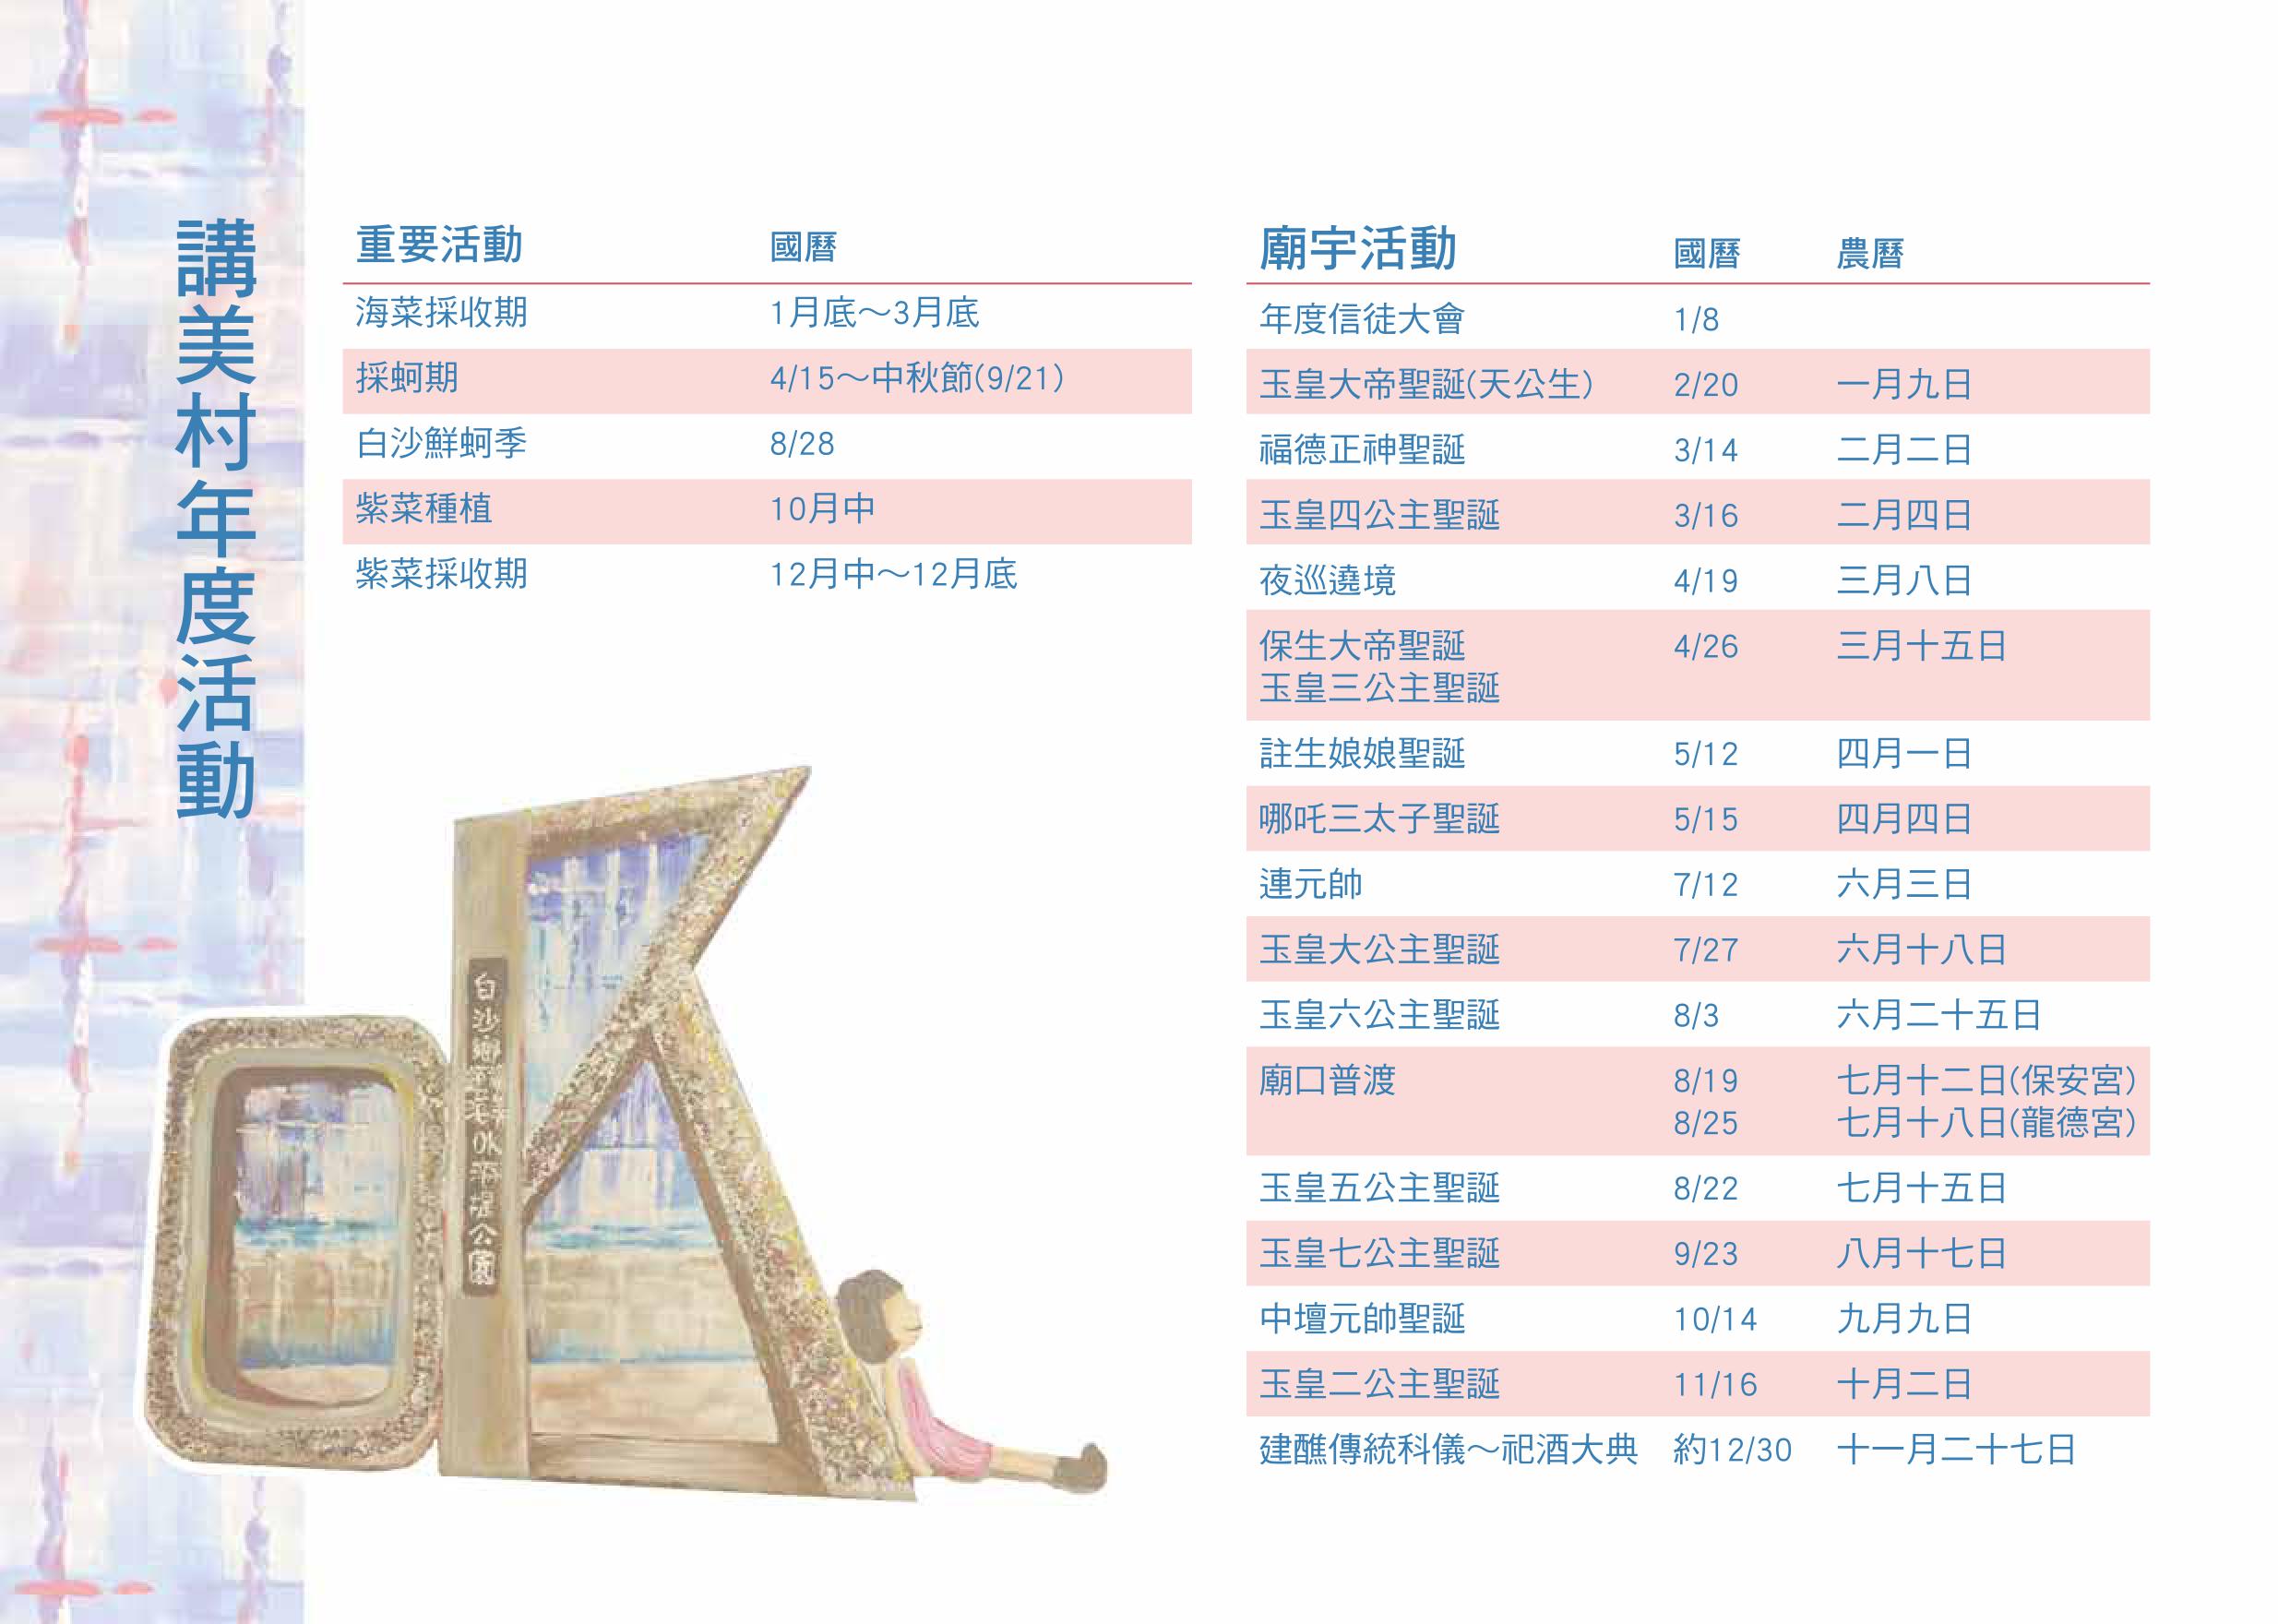 講美村年度活動
重要活動 國曆
海菜採收期 1月底～3月底
採蚵期 4/15～中秋節(9/21)
白沙鮮蚵季 8/28
紫菜種植 10月中
紫菜採收期 12月中～12月底
廟宇活動 國曆 農曆
年度信徒大會 1/8
玉皇大帝聖誕(天公生) 2/20 一月九日
福德正神聖誕 3/14 二月二日
玉皇四公主聖誕 3/16 二月四日
夜巡遶境 4/19 三月八日
保生大帝聖誕 4/26 三月十五日
玉皇三公主聖誕
註生娘娘聖誕 5/12 四月一日
哪吒三太子聖誕 5/15 四月四日
連元帥 7/12 六月三日
玉皇大公主聖誕 7/27 六月十八日
玉皇六公主聖誕 8/3 六月二十五日
廟口普渡 8/19 七月十二日(保安宮)
8/25 七月十八日(龍德宮)
玉皇五公主聖誕 8/22 七月十五日
玉皇七公主聖誕 9/23 八月十七日
中壇元帥聖誕 10/14 九月九日
玉皇二公主聖誕 11/16 十月二日
建醮傳統科儀～祀酒大典 約12/30 十一月二十七日
OK
白沙鄉 OK 堤公園